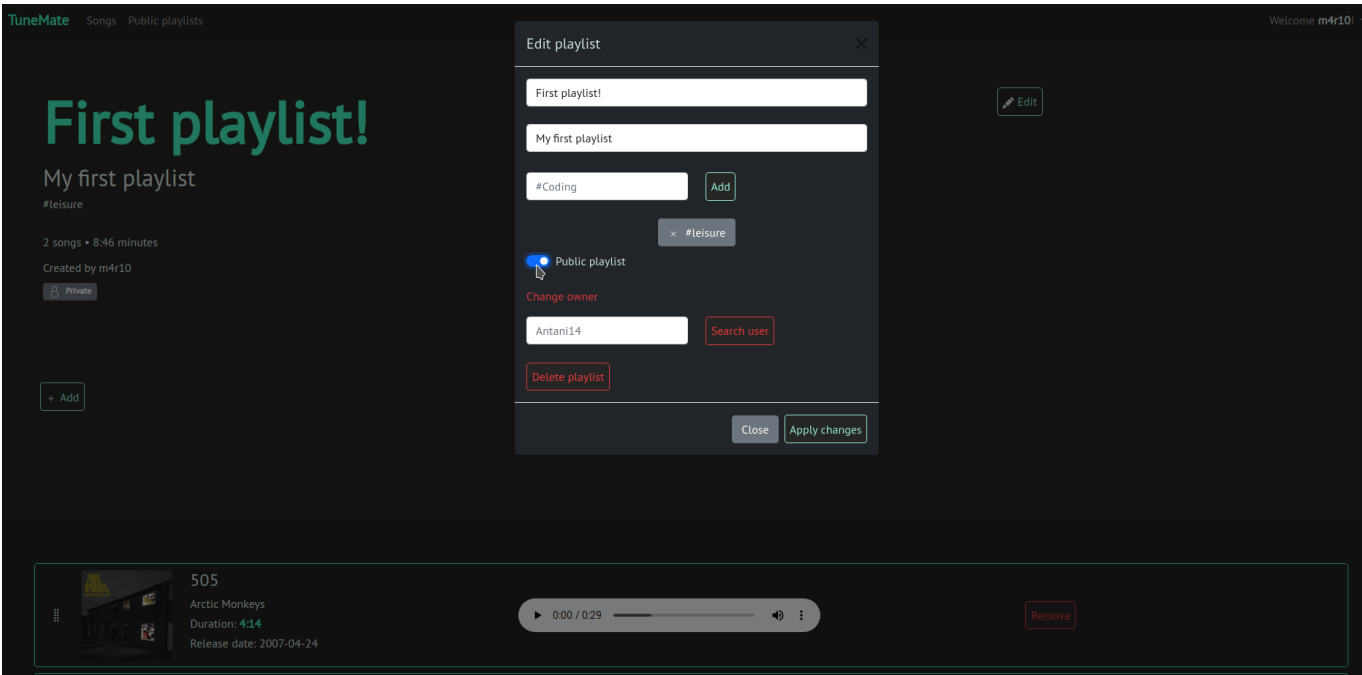 TuneMate Songs Public playlists Welcome m4r10!
Edit playlist
First playlist!
My first playlist
#Coding Add
× #leisure
Public playlist
Change owner
Antani14 Search user
Delete playlist
Close Apply changes
First playlist!
Edit
My first playlist
#leisure
2 songs • 8:46 minutes
Created by m4r10
Private
+ Add
505
Arctic Monkeys
Duration: 4:14
Release date: 2007-04-24
0:00 / 0:29
Remove